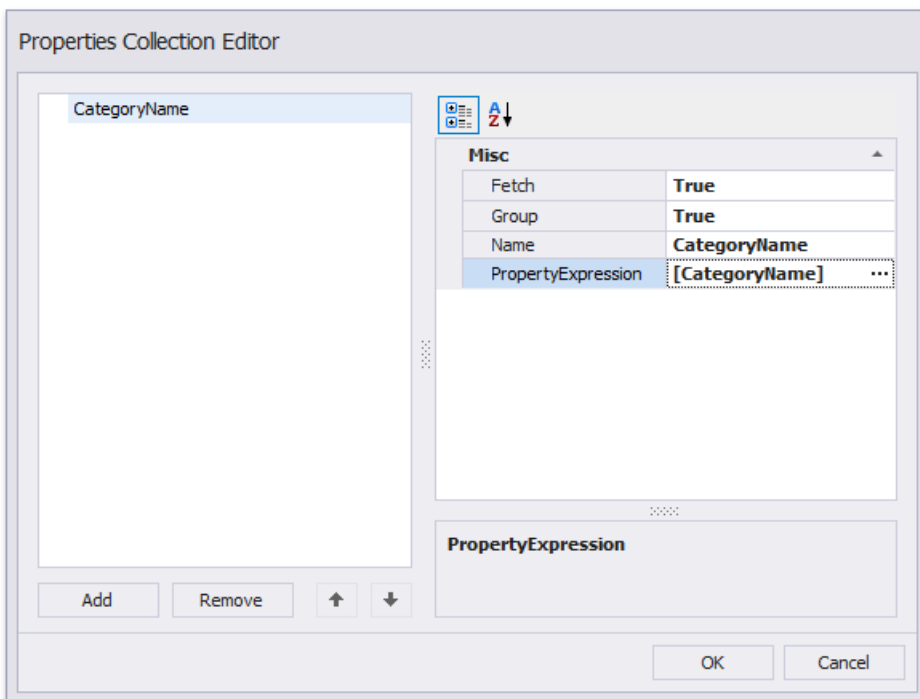 Properties Collection Editor
CategoryName
Misc
Fetch True
Group True
Name CategoryName
PropertyExpression [CategoryName] ...
PropertyExpression
Add Remove
OK Cancel